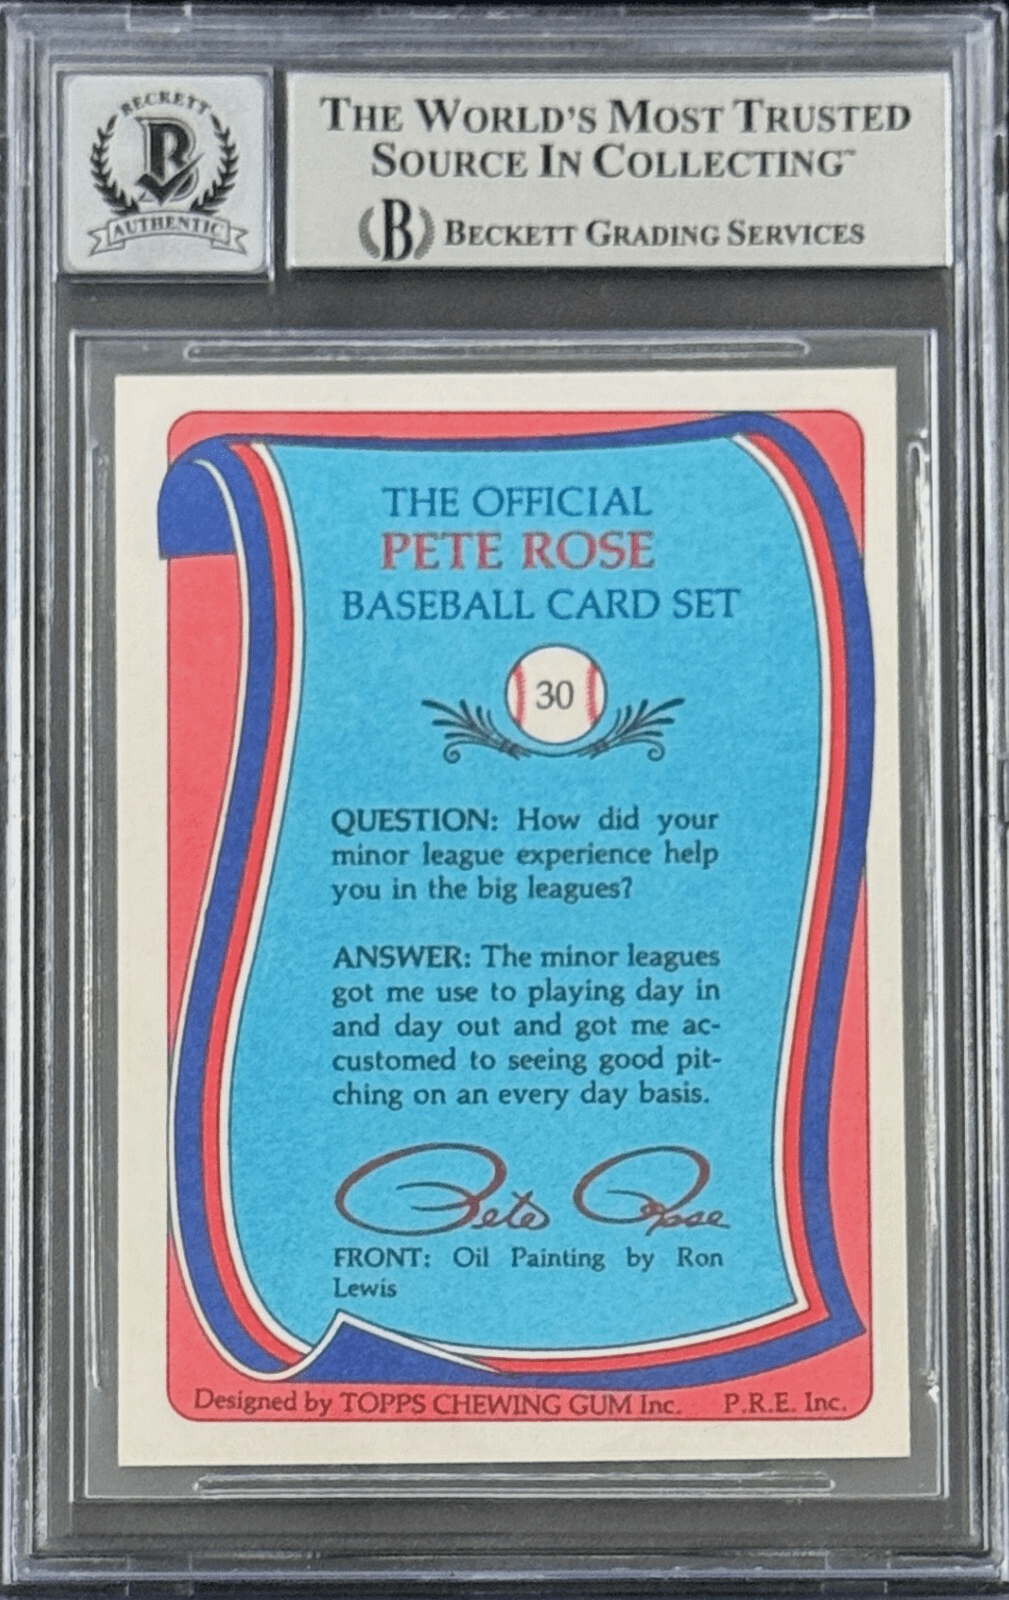 BECKETT
B
AUTHENTIC
THE WORLD'S MOST TRUSTED
SOURCE IN COLLECTING™
B BECKETT GRADING SERVICES
THE OFFICIAL
PETE ROSE
BASEBALL CARD SET
30
QUESTION: How did your
minor league experience help
you in the big leagues?
ANSWER: The minor leagues
got me use to playing day in
and day out and got me ac-
customed to seeing good pit-
ching on an every day basis.
Pete Rose
FRONT: Oil Painting by Ron
Lewis
Designed by TOPPS CHEWING GUM Inc. P.R.E. Inc.